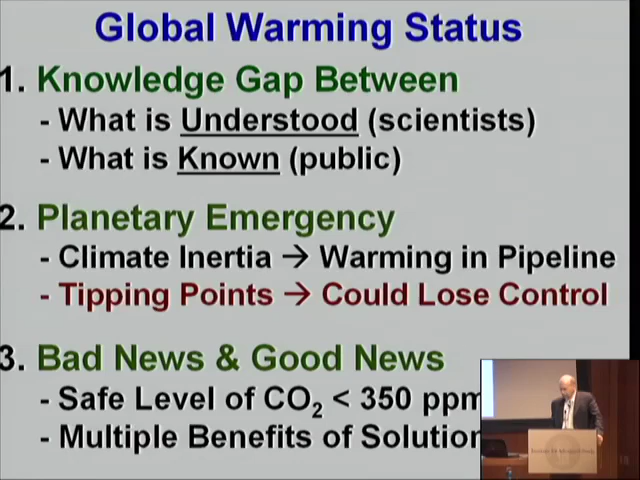 Global Warming Status
1. Knowledge Gap Between
- What is Understood (scientists)
- What is Known (public)
2. Planetary Emergency
- Climate Inertia → Warming in Pipeline
- Tipping Points → Could Lose Control
3. Bad News & Good News
- Safe Level of CO₂ < 350 ppm
- Multiple Benefits of Solution